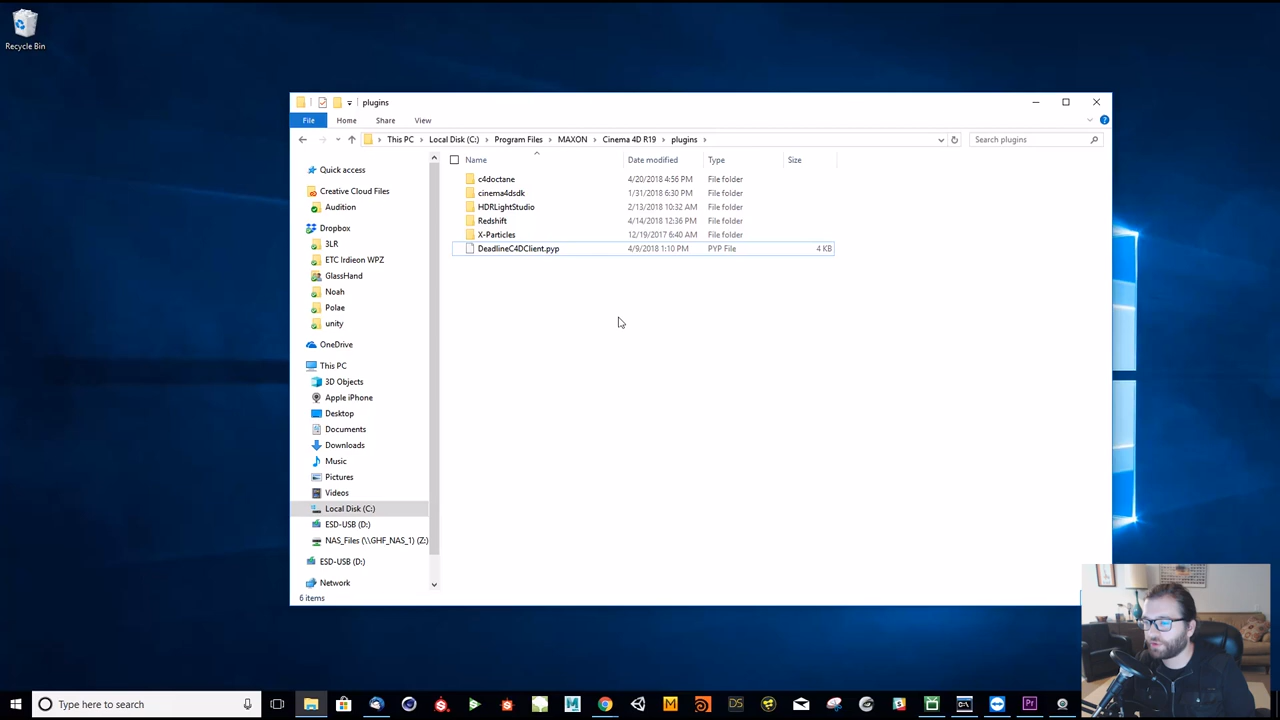 Recycle Bin
plugins
File
Home
Share
View
This PC
Local Disk (C:)
Program Files
MAXON
Cinema 4D R19
plugins
Search plugins
Name
Date modified
Type
Size
c4doctane
4/20/2018 4:56 PM
File folder
cinema4dsdk
1/31/2018 6:30 PM
File folder
HDRLightStudio
2/13/2018 10:32 AM
File folder
Redshift
4/14/2018 12:36 PM
File folder
X-Particles
12/19/2017 6:40 AM
File folder
DeadlineC4DClient.pyp
4/9/2018 1:10 PM
PYP File
4 KB
Quick access
Creative Cloud Files
Audition
Dropbox
3LR
ETC Irdieon WPZ
GlassHand
Noah
Polae
unity
OneDrive
This PC
3D Objects
Apple iPhone
Desktop
Documents
Downloads
Music
Pictures
Videos
Local Disk (C:)
ESD-USB (D:)
NAS_Files (\\GHF_NAS_1) (Z:)
ESD-USB (D:)
Network
6 items
Type here to search